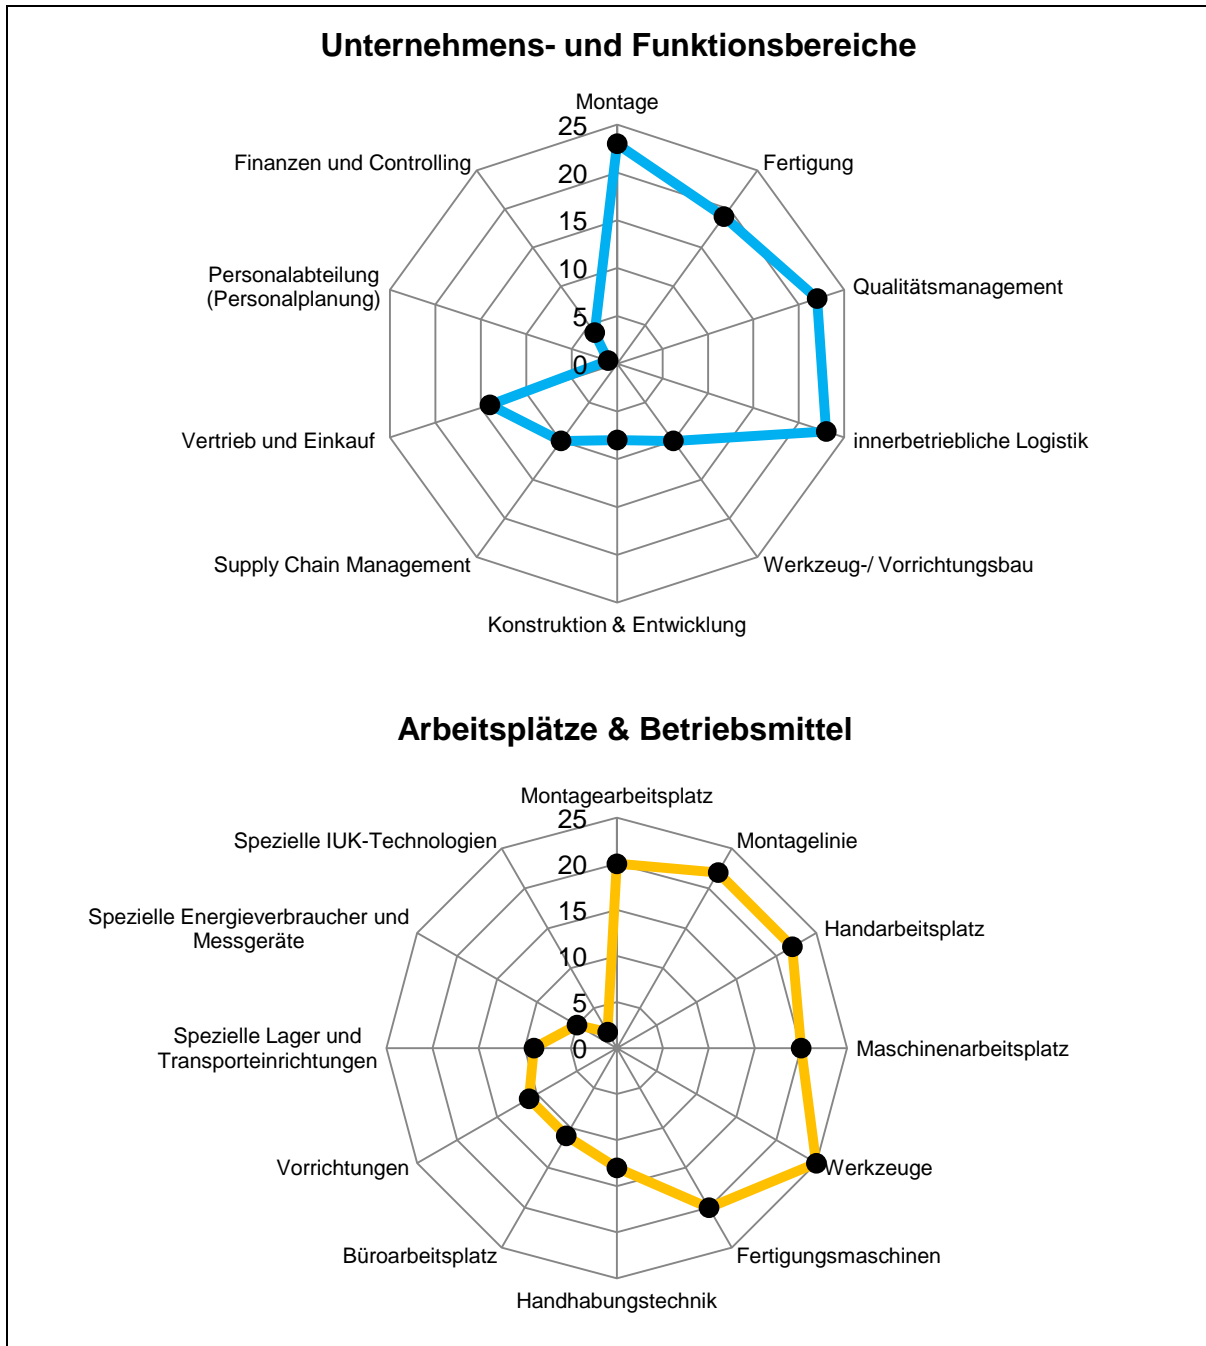 Unternehmens- und Funktionsbereiche
Montage
25
Finanzen und Controlling
Fertigung
20
15
Personalabteilung
(Personalplanung)
10
Qualitätsmanagement
5
0
Vertrieb und Einkauf
innerbetriebliche Logistik
Supply Chain Management
Werkzeug-/ Vorrichtungsbau
Konstruktion & Entwicklung
Arbeitsplätze & Betriebsmittel
Montagearbeitsplatz
25
Spezielle IUK-Technologien
Montagelinie
20
Spezielle Energieverbraucher und
Messgeräte
15
Handarbeitsplatz
10
5
Spezielle Lager und
Transporteinrichtungen
0
Maschinenarbeitsplatz
Vorrichtungen
Werkzeuge
Büroarbeitsplatz
Fertigungsmaschinen
Handhabungstechnik